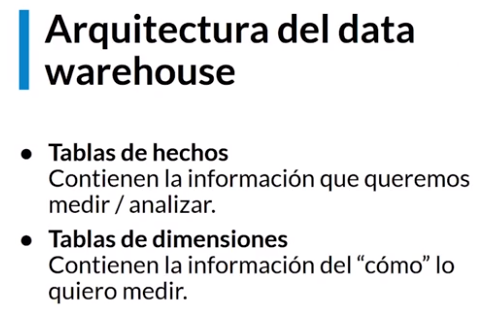 Arquitectura del data
warehouse
● Tablas de hechos
Contienen la información que queremos
medir / analizar.
● Tablas de dimensiones
Contienen la información del “cómo” lo
quiero medir.